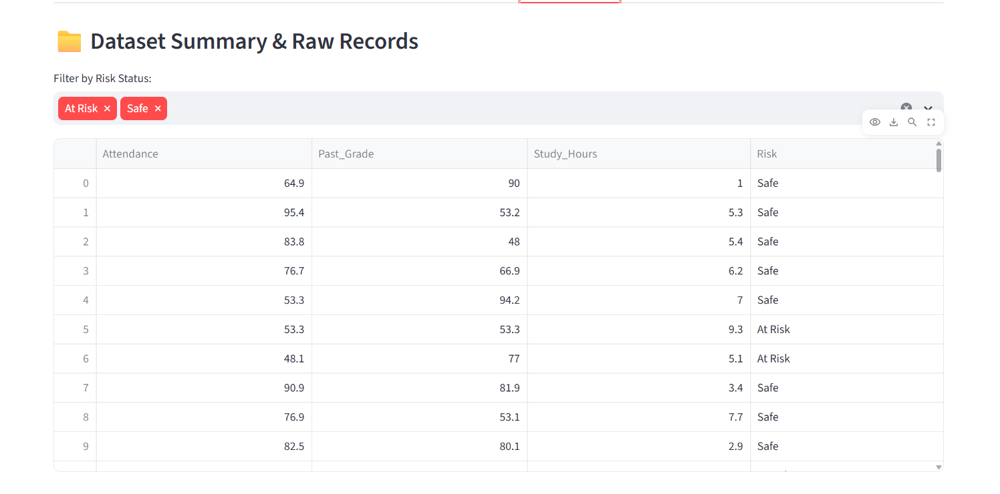 Dataset Summary & Raw Records
Filter by Risk Status:
At Risk Safe
Attendance Past_Grade Study_Hours Risk
0 64.9 90 1 Safe
1 95.4 53.2 5.3 Safe
2 83.8 48 5.4 Safe
3 76.7 66.9 6.2 Safe
4 53.3 94.2 7 Safe
5 53.3 53.3 9.3 At Risk
6 48.1 77 5.1 At Risk
7 90.9 81.9 3.4 Safe
8 76.9 53.1 7.7 Safe
9 82.5 80.1 2.9 Safe